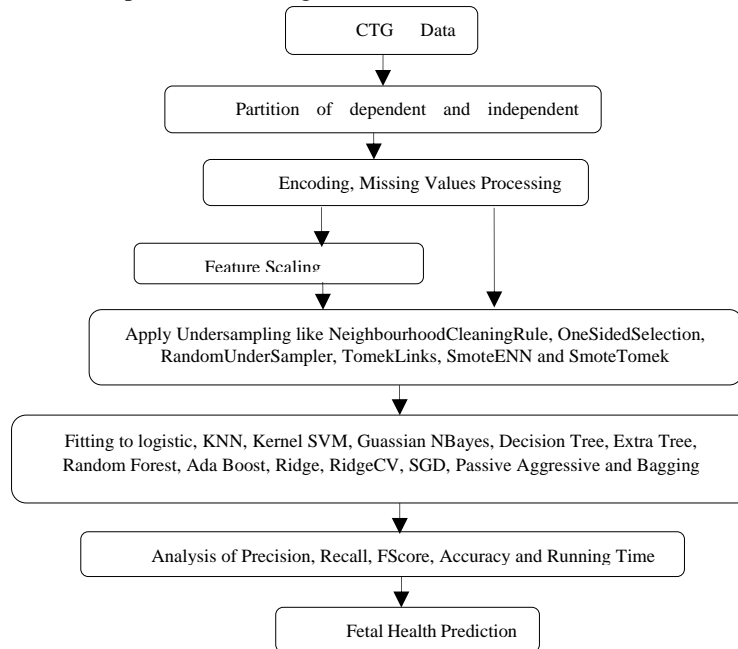 CTG Data
Partition of dependent and independent
Encoding, Missing Values Processing
Feature Scaling
Apply Undersampling like NeighbourhoodCleaningRule, OneSidedSelection,
RandomUnderSampler, TomekLinks, SmoteENN and SmoteTomek
Fitting to logistic, KNN, Kernel SVM, Guassian NBayes, Decision Tree, Extra Tree,
Random Forest, Ada Boost, Ridge, RidgeCV, SGD, Passive Aggressive and Bagging
Analysis of Precision, Recall, FScore, Accuracy and Running Time
Fetal Health Prediction